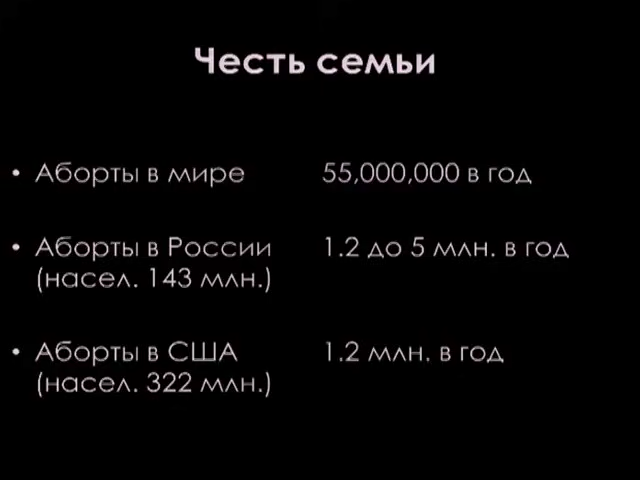 Честь семьи
• Аборты в мире 55,000,000 в год
• Аборты в России 1.2 до 5 млн. в год
(насел. 143 млн.)
• Аборты в США 1.2 млн. в год
(насел. 322 млн.)